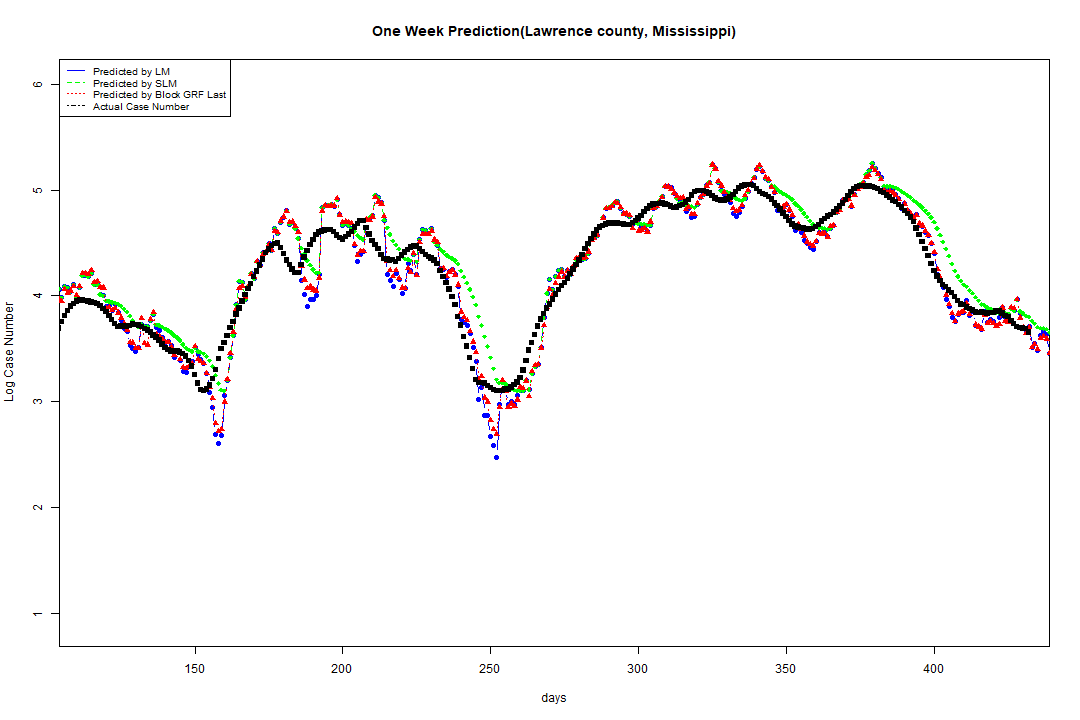 One Week Prediction(Lawrence county, Mississippi)
Predicted by LM
Predicted by SLM
Predicted by Block GRF Last
Actual Case Number
6
5
4
3
2
1
Log Case Number
150 200 250 300 350 400
days